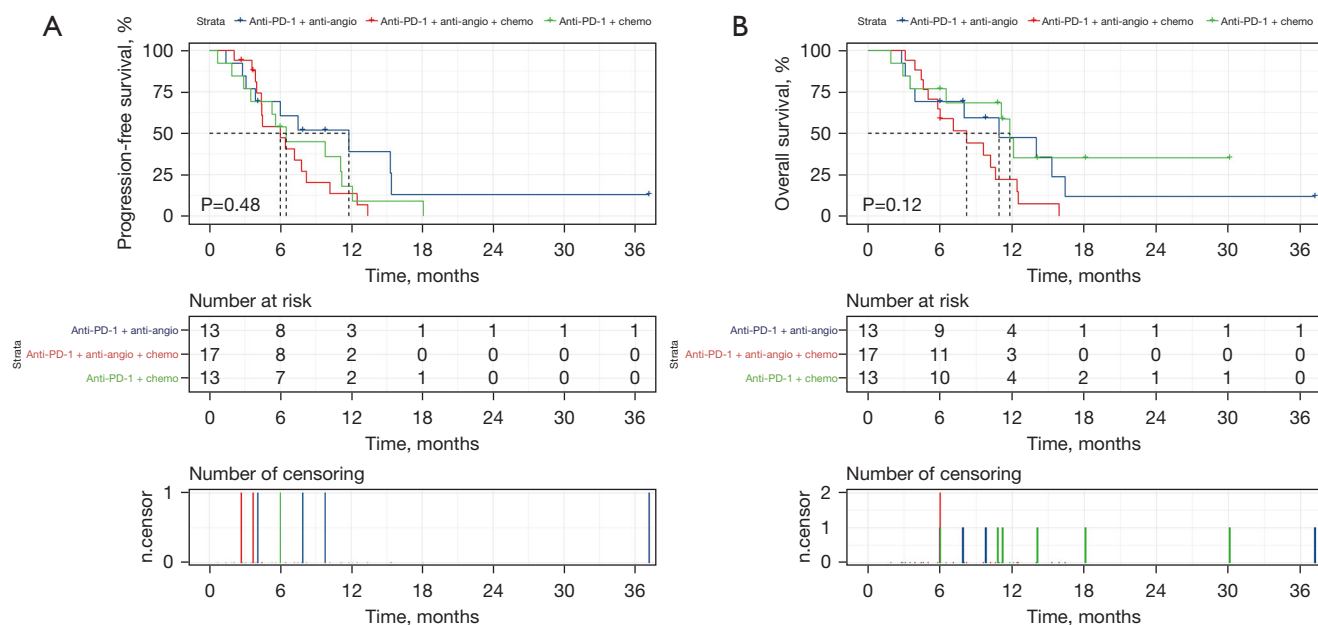 A
Strata Anti-PD-1 + anti-angio Anti-PD-1 + anti-angio + chemo Anti-PD-1 + chemo
Progression-free survival, %
100
75
50
25
0
P=0.48
0 6 12 18 24 30 36
Time, months
Number at risk
Strata
Anti-PD-1 + anti-angio 13 8 3 1 1 1 1
Anti-PD-1 + anti-angio + chemo 17 8 2 0 0 0 0
Anti-PD-1 + chemo 13 7 2 1 0 0 0
0 6 12 18 24 30 36
Time, months
Number of censoring
n.censor
1
0
0 6 12 18 24 30 36
Time, months
B
Strata Anti-PD-1 + anti-angio Anti-PD-1 + anti-angio + chemo Anti-PD-1 + chemo
Overall survival, %
100
75
50
25
0
P=0.12
0 6 12 18 24 30 36
Time, months
Number at risk
Strata
Anti-PD-1 + anti-angio 13 9 4 1 1 1 1
Anti-PD-1 + anti-angio + chemo 17 11 3 0 0 0 0
Anti-PD-1 + chemo 13 10 4 2 1 1 0
0 6 12 18 24 30 36
Time, months
Number of censoring
n.censor
2
1
0
0 6 12 18 24 30 36
Time, months